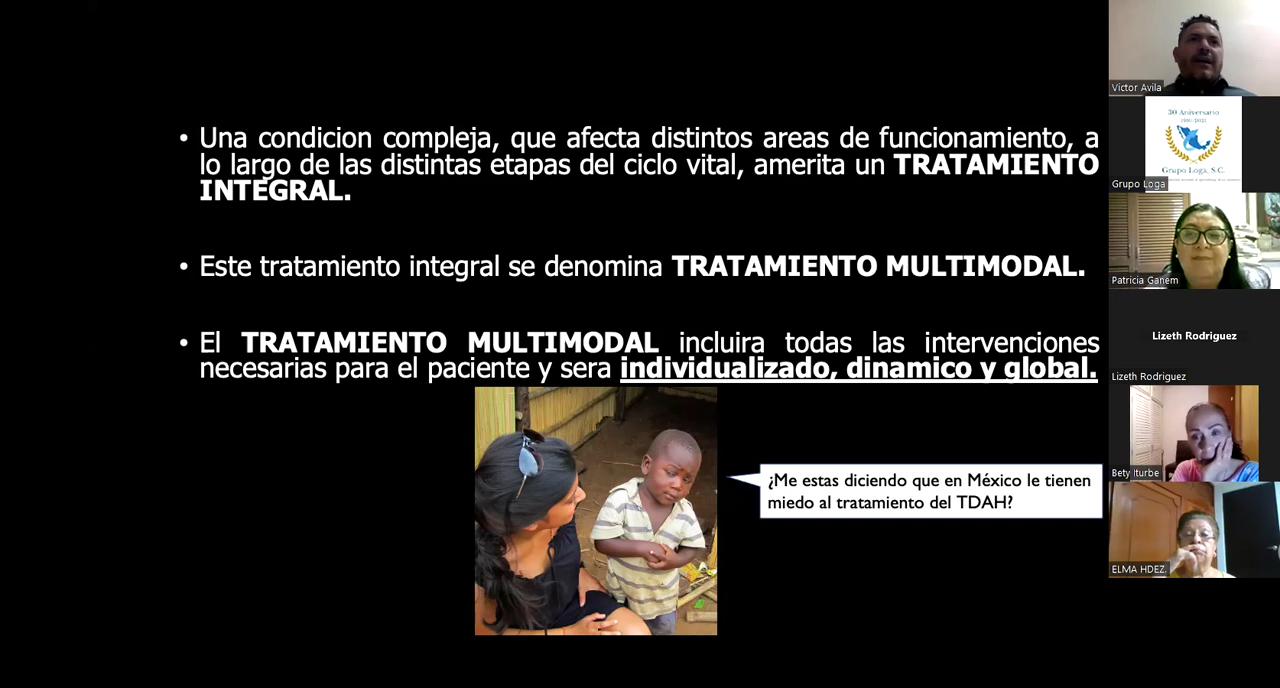 • Una condicion compleja, que afecta distintos areas de funcionamiento, a
lo largo de las distintas etapas del ciclo vital, amerita un TRATAMIENTO
INTEGRAL.
• Este tratamiento integral se denomina TRATAMIENTO MULTIMODAL.
• El TRATAMIENTO MULTIMODAL incluira todas las intervenciones
necesarias para el paciente y sera individualizado, dinamico y global.
¿Me estas diciendo que en México le tienen
miedo al tratamiento del TDAH?
Víctor Avila
30 Aniversario
Grupo Loga, S.C.
Grupo Loga
Patricia Ganem
Lizeth Rodriguez
Lizeth Rodriguez
Bety Iturbe
ELMA HDEZ.